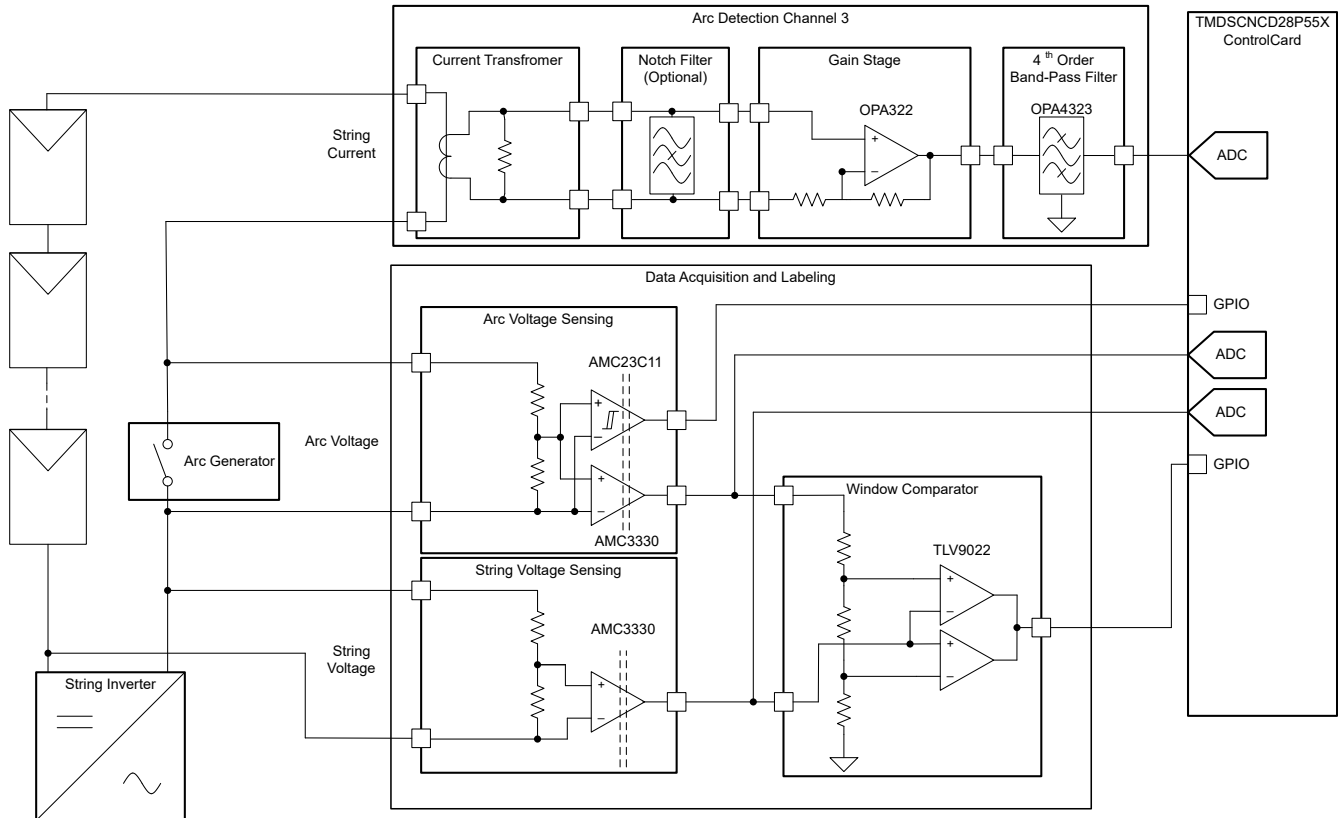 Arc Detection Channel 3
TMDSCNCD28P55X
ControlCard
Current Transfromer
Notch Filter
(Optional)
Gain Stage
4 th Order
Band-Pass Filter
OPA322
OPA4323
String
Current
+
−
ADC
Data Acquisition and Labeling
GPIO
Arc Voltage Sensing
AMC23C11
ADC
+
−
ADC
Arc Voltage
Arc Generator
GPIO
+
−
Window Comparator
AMC3330
TLV9022
String Voltage Sensing
+
−
AMC3330
String
Voltage
+
−
+
−
String Inverter